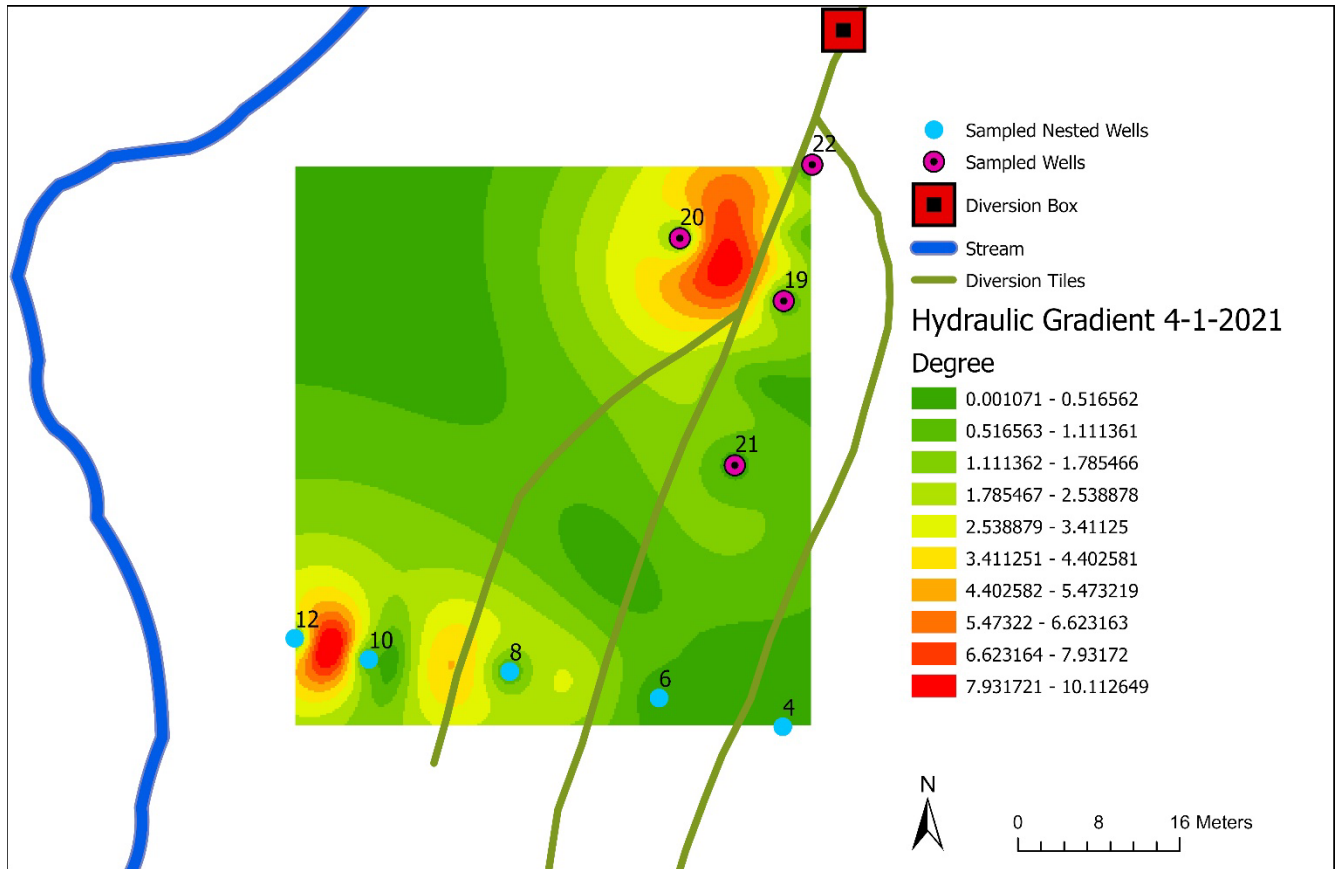 22
20
19
21
12
10
8
6
4
Sampled Nested Wells
Sampled Wells
Diversion Box
Stream
Diversion Tiles
Hydraulic Gradient 4-1-2021
Degree
0.001071 - 0.516562
0.516563 - 1.111361
1.111362 - 1.785466
1.785467 - 2.538878
2.538879 - 3.41125
3.411251 - 4.402581
4.402582 - 5.473219
5.47322 - 6.623163
6.623164 - 7.93172
7.931721 - 10.112649
N
0 8 16 Meters